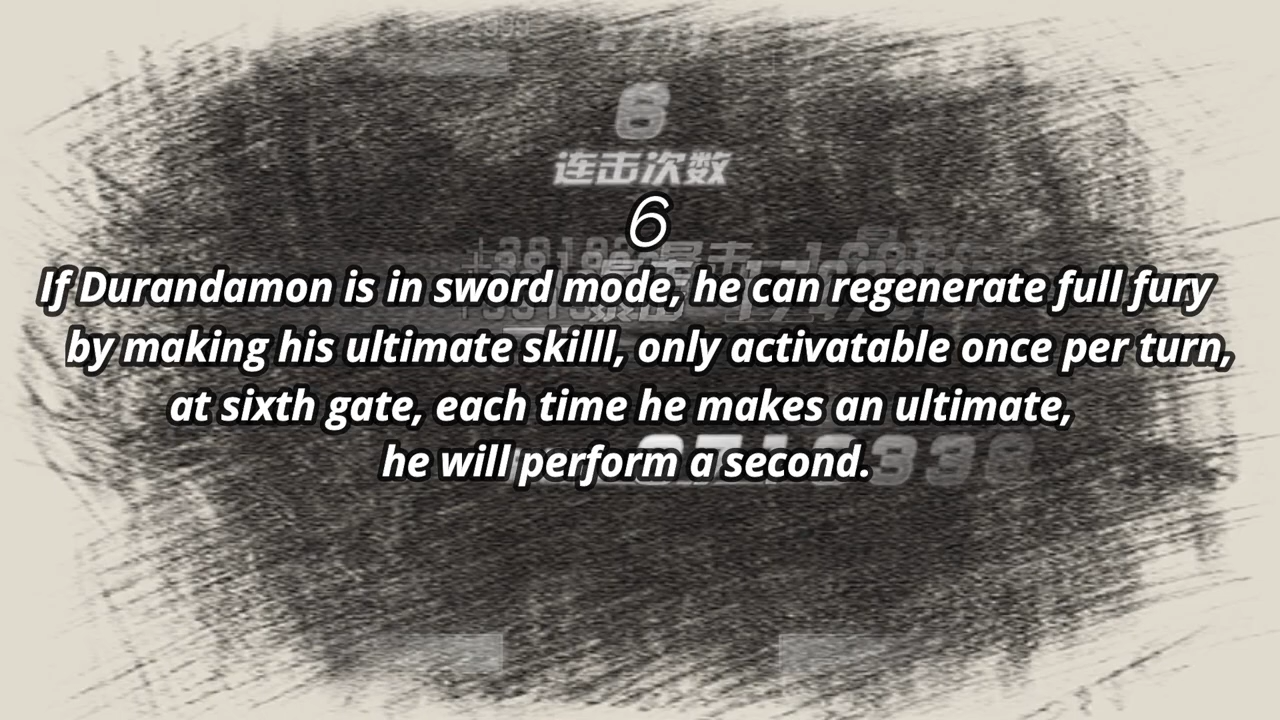 6
连击次数
6
If Durandamon is in sword mode, he can regenerate full fury
by making his ultimate skilll, only activatable once per turn,
at sixth gate, each time he makes an ultimate,
he will perform a second.